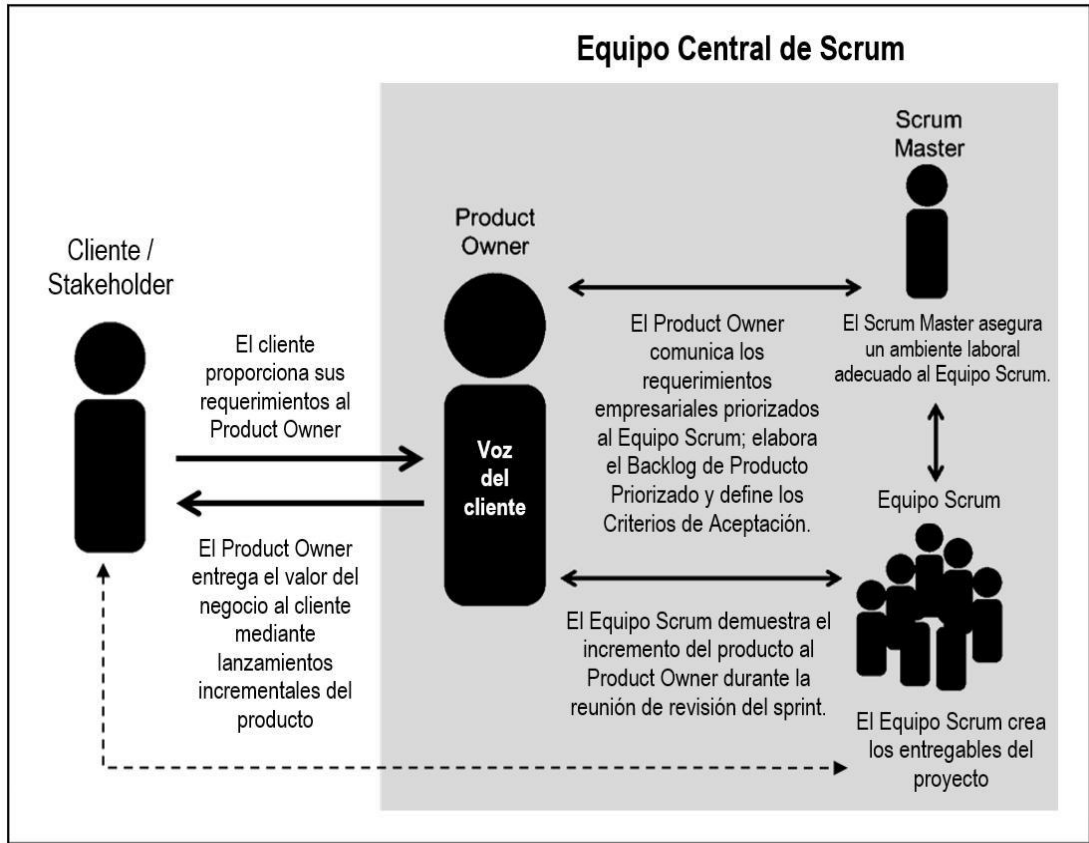 Equipo Central de Scrum
Cliente /
Stakeholder
El cliente
proporciona sus
requerimientos al
Product Owner
El Product Owner
entrega el valor del
negocio al cliente
mediante
lanzamientos
incrementales del
producto
Product
Owner
Voz
del
cliente
El Product Owner
comunica los
requerimientos
empresariales priorizados
al Equipo Scrum; elabora
el Backlog de Producto
Priorizado y define los
Criterios de Aceptación.
El Equipo Scrum demuestra el
incremento del producto al
Product Owner durante la
reunión de revisión del sprint.
Scrum
Master
El Scrum Master asegura
un ambiente laboral
adecuado al Equipo Scrum.
Equipo Scrum
El Equipo Scrum crea
los entregables del
proyecto